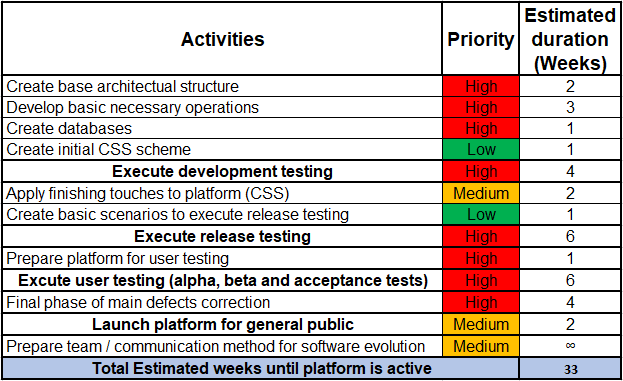 Activities Priority Estimated duration (Weeks)
Create base architectual structure High 2
Develop basic necessary operations High 3
Create databases High 1
Create initial CSS scheme Low 1
Execute development testing High 4
Apply finishing touches to platform (CSS) Medium 2
Create basic scenarios to execute release testing Low 1
Execute release testing High 6
Prepare platform for user testing High 1
Excute user testing (alpha, beta and acceptance tests) High 6
Final phase of main defects correction High 4
Launch platform for general public Medium 2
Prepare team / communication method for software evolution Medium ∞
Total Estimated weeks until platform is active 33